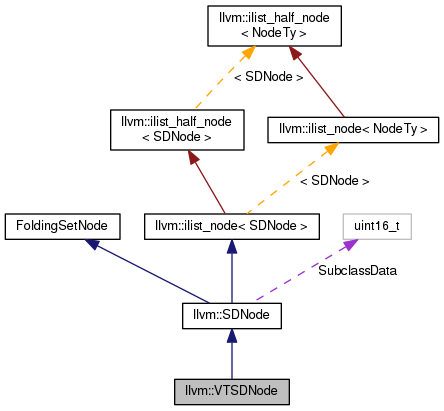 llvm::ilist_half_node
< NodeTy >
< SDNode >
llvm::ilist_half_node
< SDNode >
llvm::ilist_node< NodeTy >
< SDNode >
FoldingSetNode
llvm::ilist_node< SDNode >
uint16_t
SubclassData
llvm::SDNode
llvm::VTSDNode